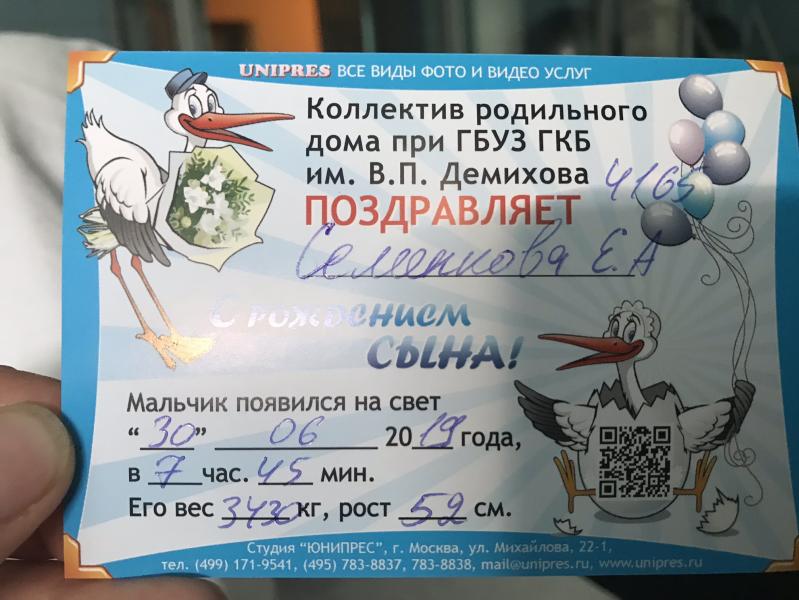 UNIPRES ВСЕ ВИДЫ ФОТО И ВИДЕО УСЛУГ
Коллектив родильного
дома при ГБУЗ ГКБ
им. В.П. Демихова 4165
ПОЗДРАВЛЯЕТ
Семенкова Е.А
С РОЖДЕНИЕМ
СЫНА!
Мальчик появился на свет
“30” 06 2019 года,
в 7 час. 45 мин.
Его вес 3430 кг, рост 52 см.
Студия “ЮНИПРЕС”, г. Москва, ул. Михайлова, 22-1,
тел. (499) 171-9541, (495) 783-8837, 783-8838, mail@unipres.ru, www.unipres.ru